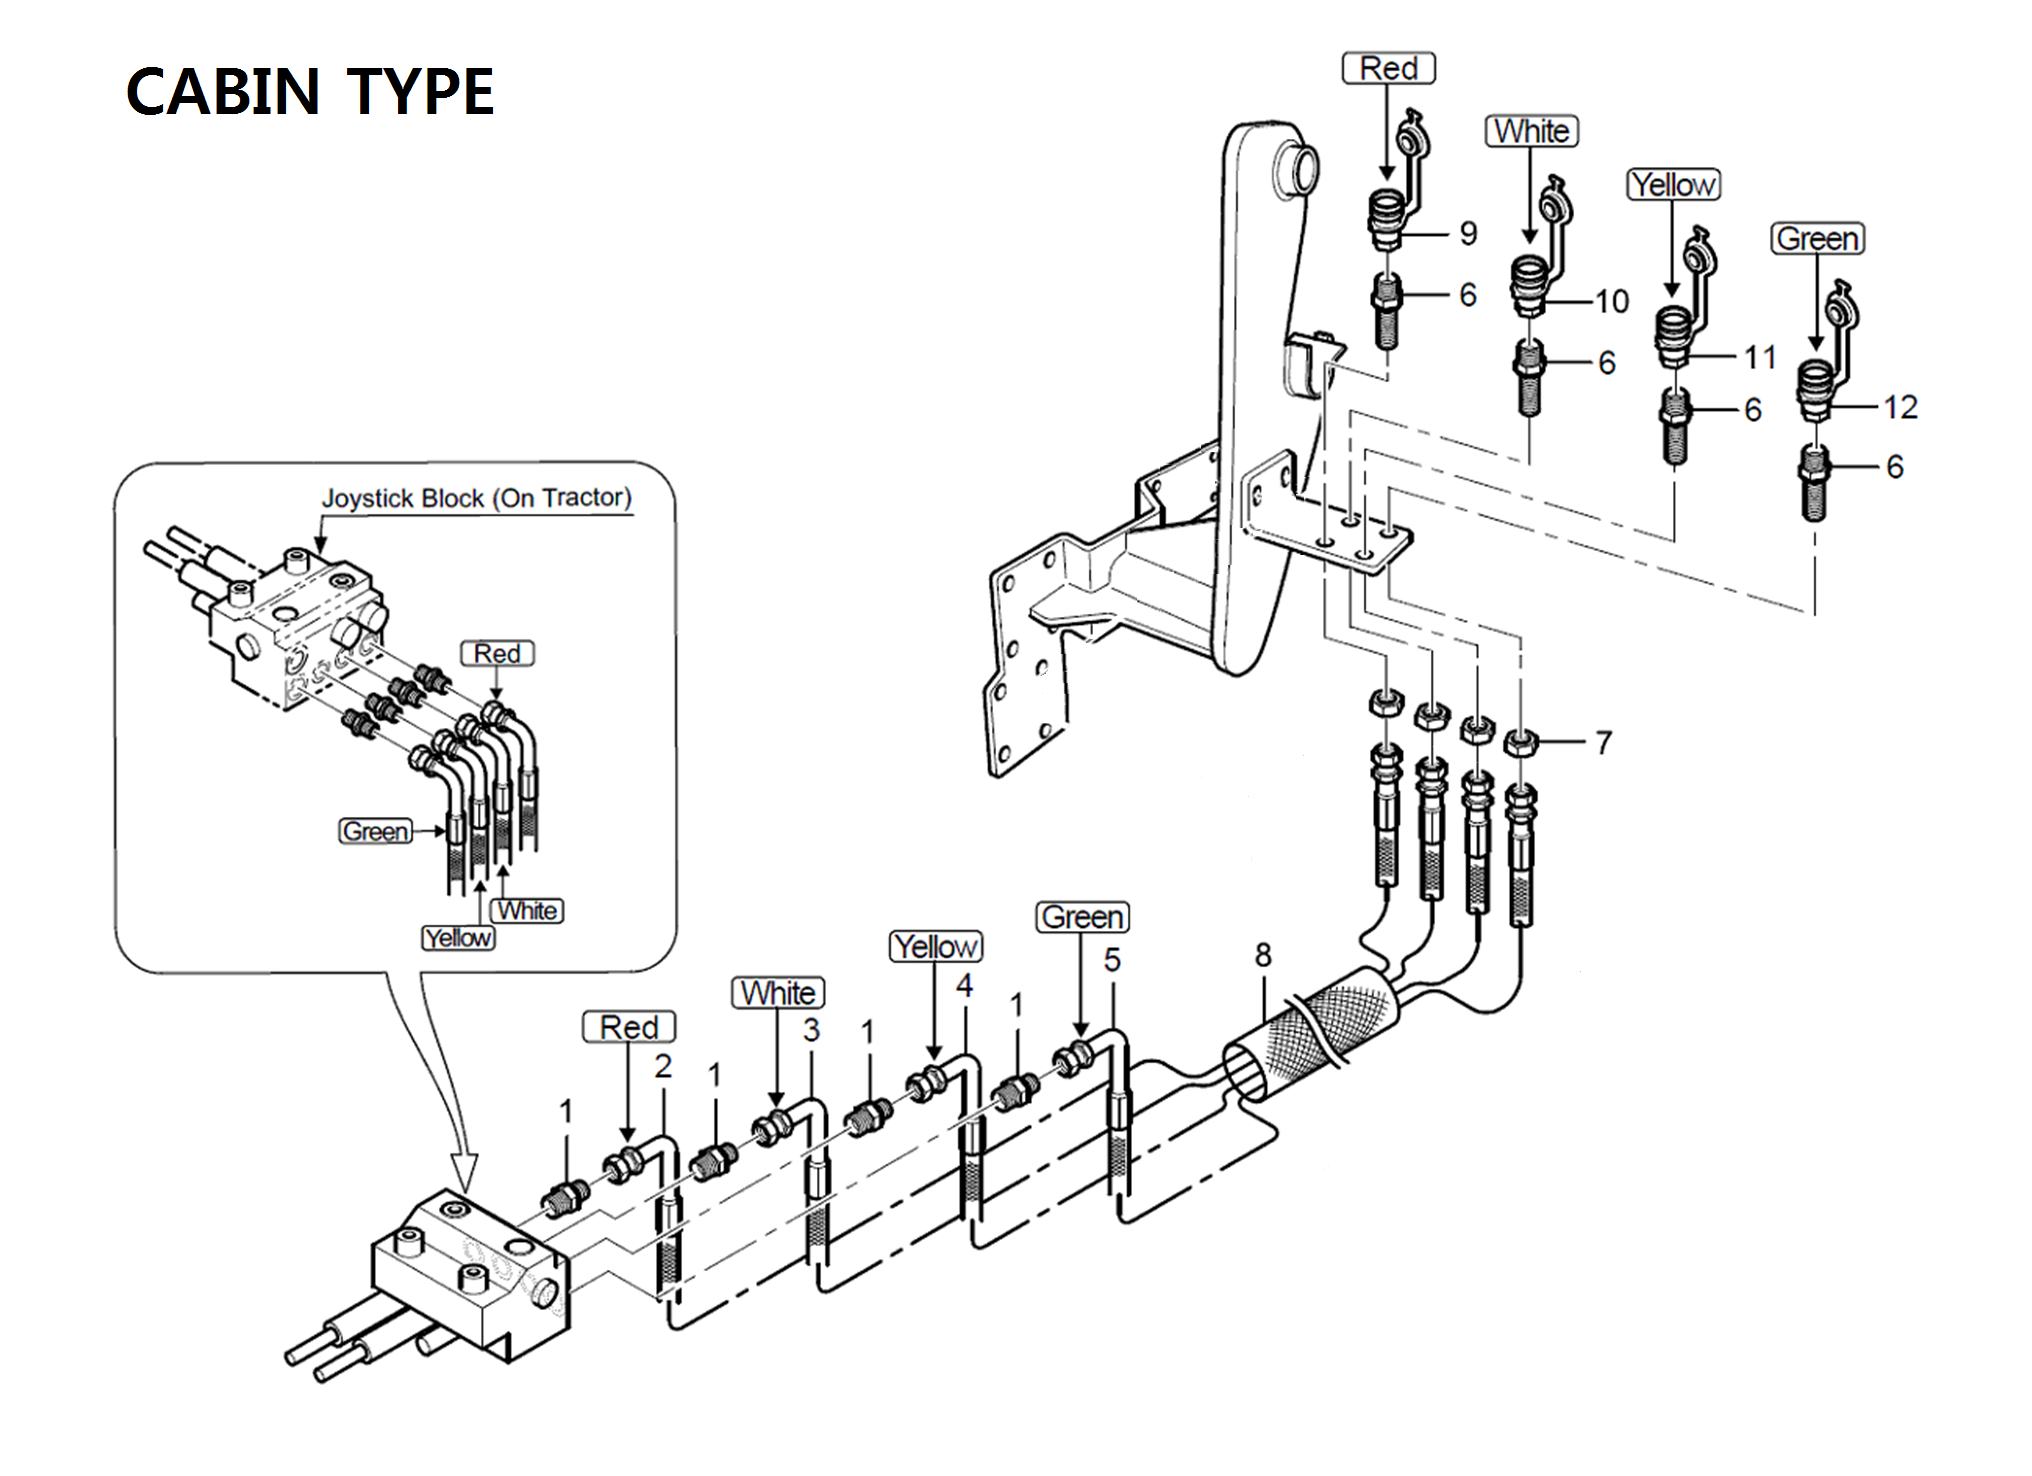 CABIN TYPE
Red
White
Yellow
Green
9
6
10
6
11
6
12
6
Joystick Block (On Tractor)
Red
Green
White
Yellow
7
8
Green
5
Yellow
4
1
White
3
1
Red
2
1
1